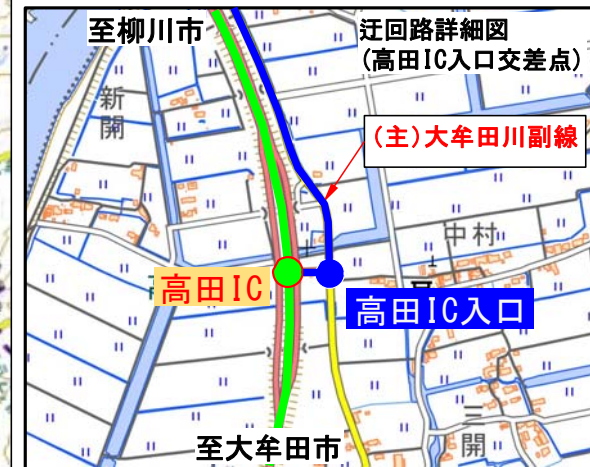 至柳川市
迂回路詳細図
(高田IC入口交差点)
新
開
(主)大牟田川副線
中村
高田IC
高田IC入口
三
開
至大牟田市